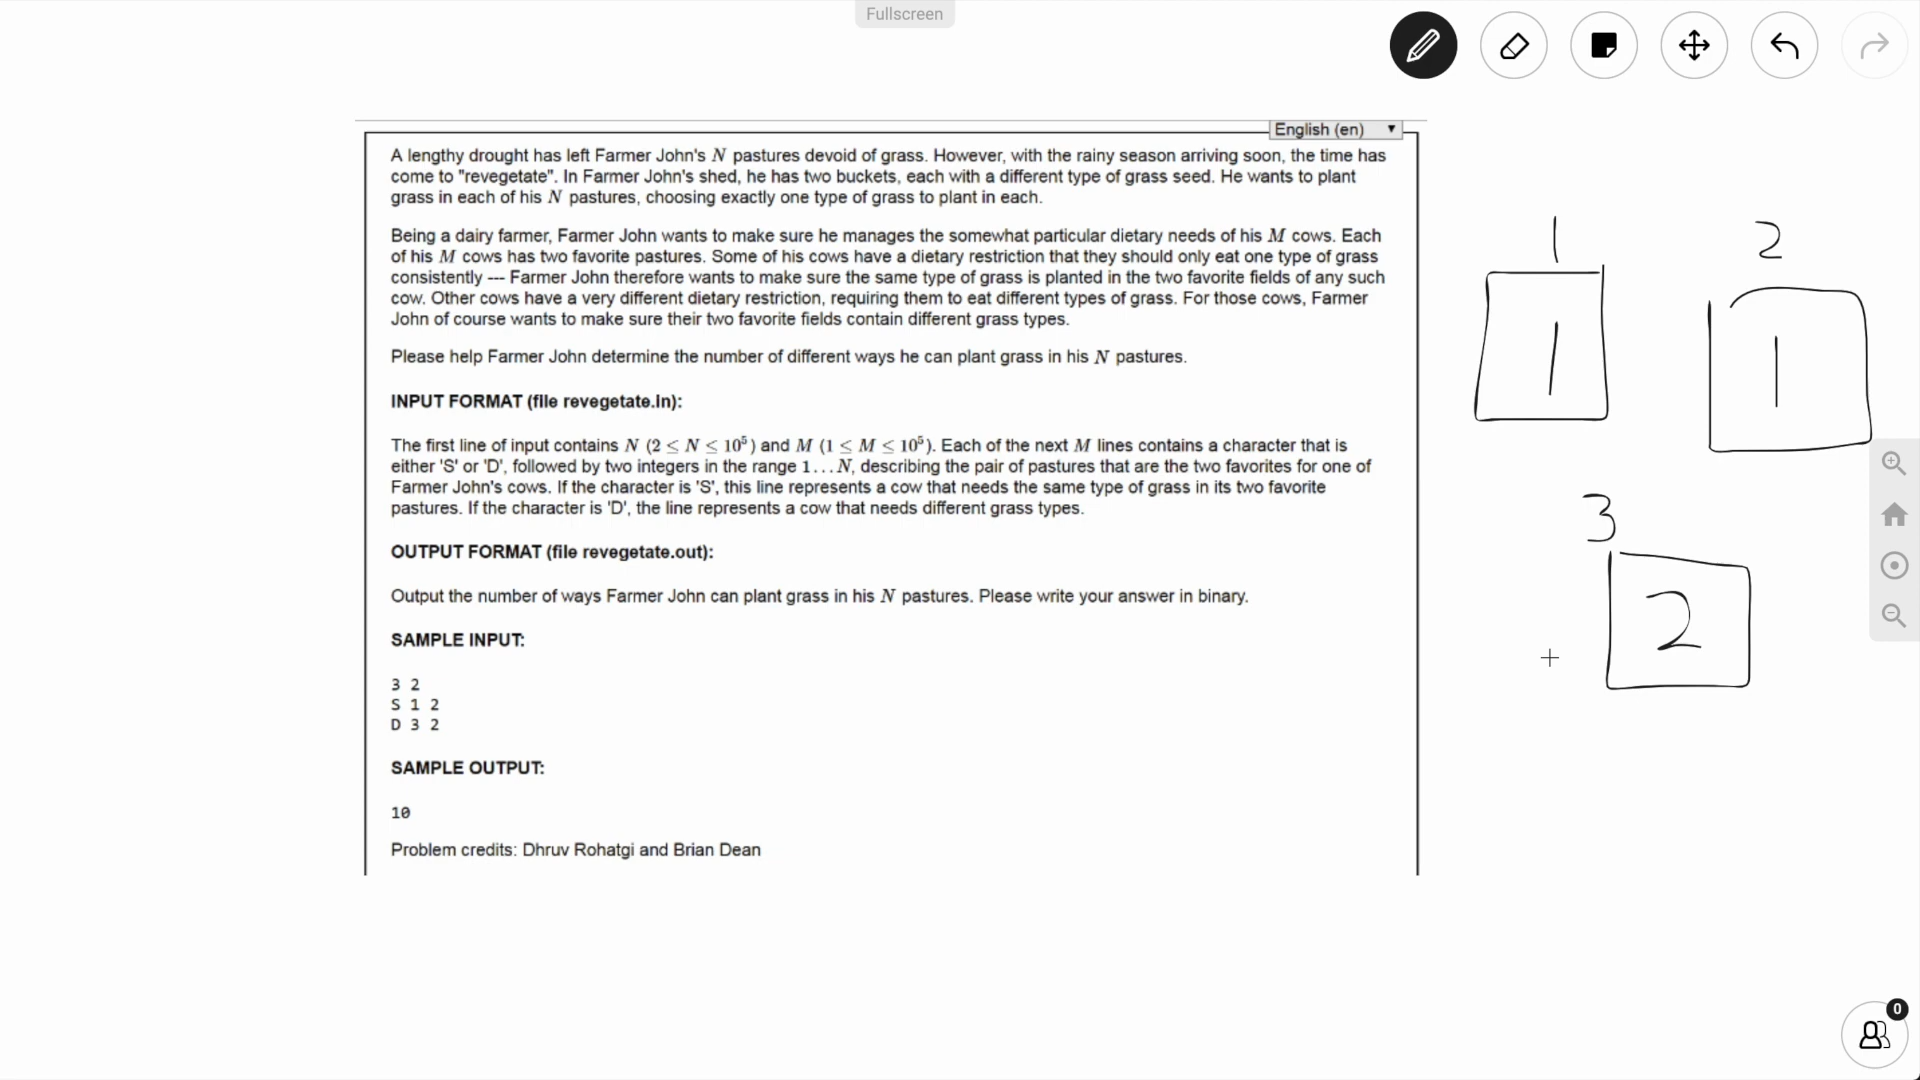 Fullscreen
English (en)
A lengthy drought has left Farmer John's N pastures devoid of grass. However, with the rainy season arriving soon, the time has
come to "revegetate". In Farmer John's shed, he has two buckets, each with a different type of grass seed. He wants to plant
grass in each of his N pastures, choosing exactly one type of grass to plant in each.
Being a dairy farmer, Farmer John wants to make sure he manages the somewhat particular dietary needs of his M cows. Each
of his M cows has two favorite pastures. Some of his cows have a dietary restriction that they should only eat one type of grass
consistently --- Farmer John therefore wants to make sure the same type of grass is planted in the two favorite fields of any such
cow. Other cows have a very different dietary restriction, requiring them to eat different types of grass. For those cows, Farmer
John of course wants to make sure their two favorite fields contain different grass types.
Please help Farmer John determine the number of different ways he can plant grass in his N pastures.
INPUT FORMAT (file revegetate.in):
The first line of input contains N (2 ≤ N ≤ 10⁵) and M (1 ≤ M ≤ 10⁵). Each of the next M lines contains a character that is
either 'S' or 'D', followed by two integers in the range 1…N, describing the pair of pastures that are the two favorites for one of
Farmer John's cows. If the character is 'S', this line represents a cow that needs the same type of grass in its two favorite
pastures. If the character is 'D', the line represents a cow that needs different grass types.
OUTPUT FORMAT (file revegetate.out):
Output the number of ways Farmer John can plant grass in his N pastures. Please write your answer in binary.
SAMPLE INPUT:
3 2
S 1 2
D 3 2
SAMPLE OUTPUT:
10
Problem credits: Dhruv Rohatgi and Brian Dean
1 2
1 1
3
2
0